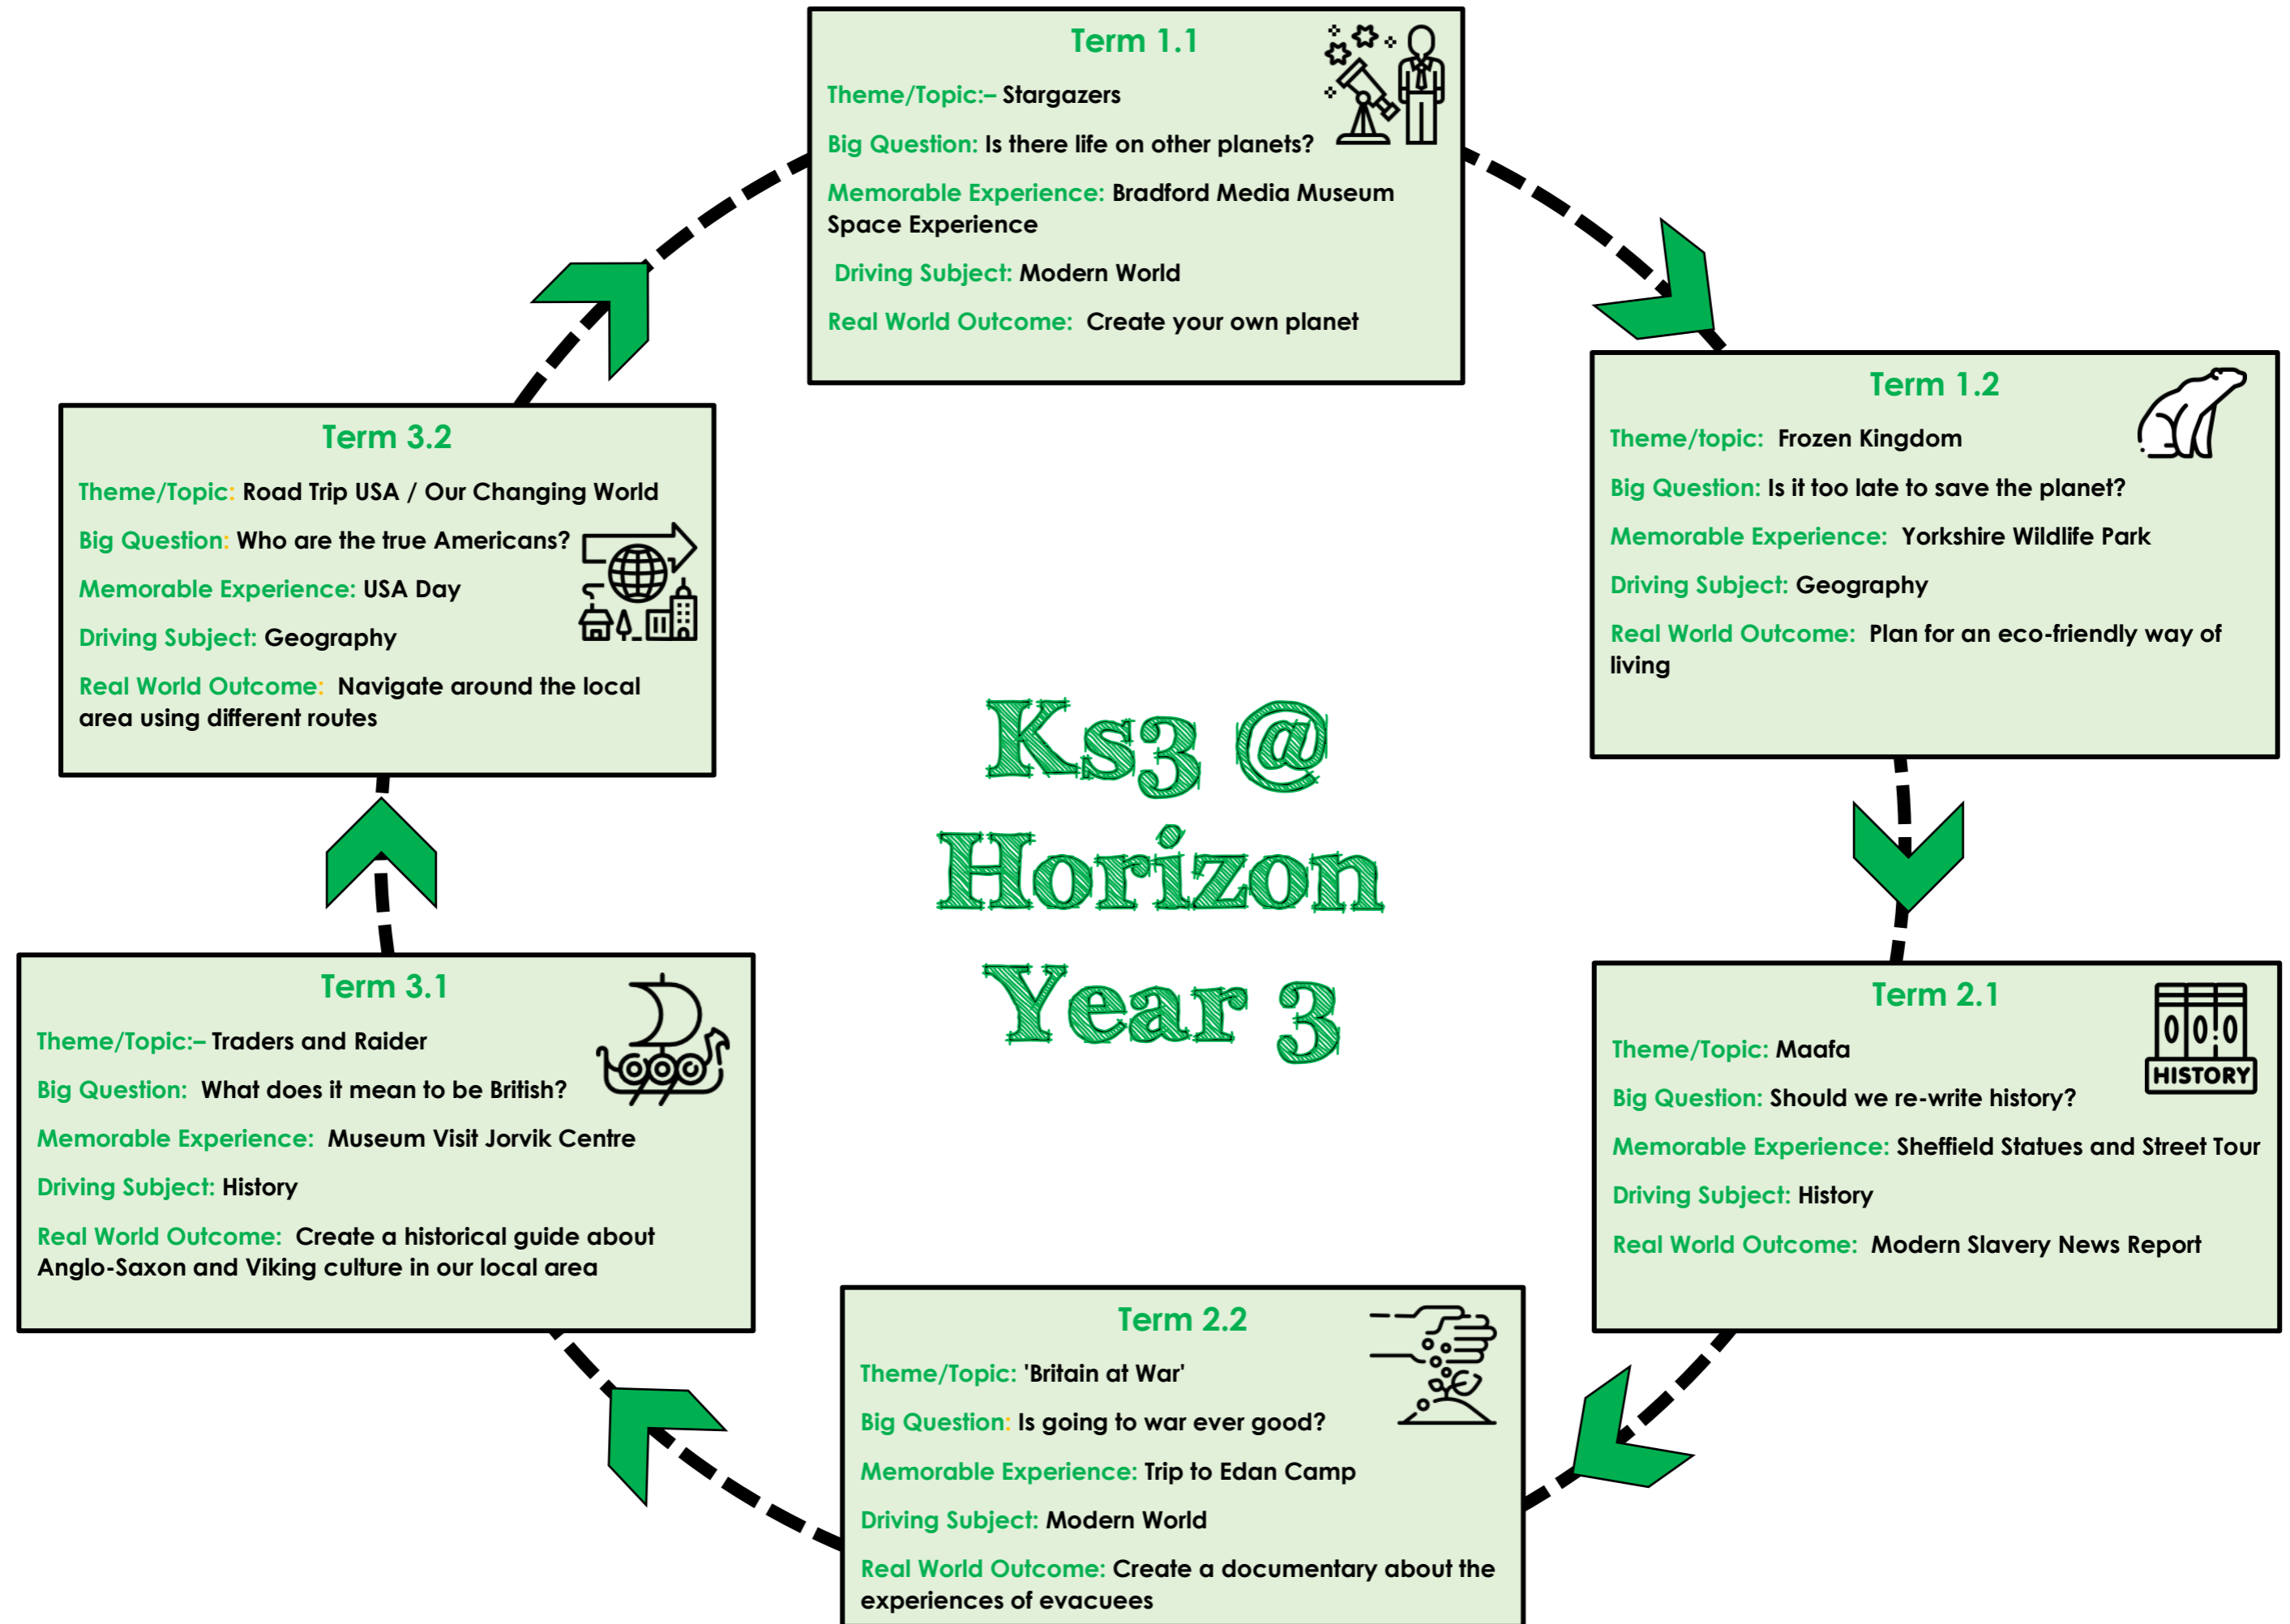 Term 1.1
Theme/Topic:– Stargazers
Big Question: Is there life on other planets?
Memorable Experience: Bradford Media Museum
Space Experience
Driving Subject: Modern World
Real World Outcome: Create your own planet
Term 1.2
Theme/topic: Frozen Kingdom
Big Question: Is it too late to save the planet?
Memorable Experience: Yorkshire Wildlife Park
Driving Subject: Geography
Real World Outcome: Plan for an eco-friendly way of
living
Term 2.1
HISTORY
Theme/Topic: Maafa
Big Question: Should we re-write history?
Memorable Experience: Sheffield Statues and Street Tour
Driving Subject: History
Real World Outcome: Modern Slavery News Report
Term 2.2
Theme/Topic: 'Britain at War'
Big Question: Is going to war ever good?
Memorable Experience: Trip to Edan Camp
Driving Subject: Modern World
Real World Outcome: Create a documentary about the
experiences of evacuees
Term 3.1
Theme/Topic:– Traders and Raider
Big Question: What does it mean to be British?
Memorable Experience: Museum Visit Jorvik Centre
Driving Subject: History
Real World Outcome: Create a historical guide about
Anglo-Saxon and Viking culture in our local area
Term 3.2
Theme/Topic: Road Trip USA / Our Changing World
Big Question: Who are the true Americans?
Memorable Experience: USA Day
Driving Subject: Geography
Real World Outcome: Navigate around the local
area using different routes
Ks3 @
Horizon
Year 3